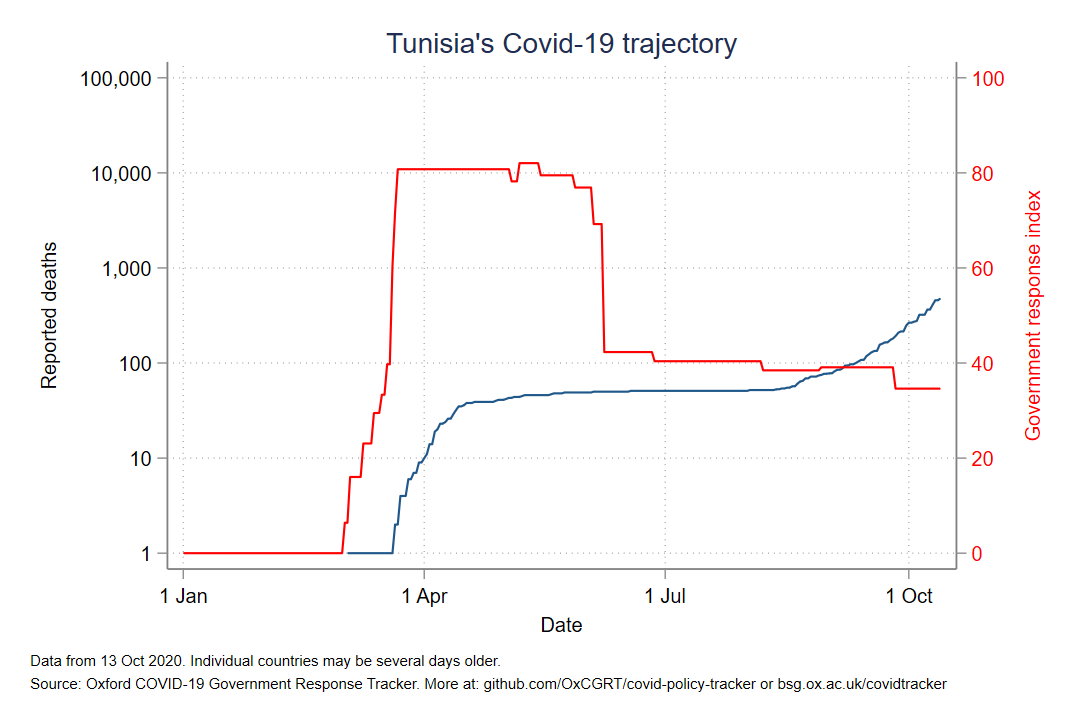 Tunisia's Covid-19 trajectory
100,000
10,000
1,000
100
10
1
Reported deaths
100
80
60
40
20
0
Government response index
1 Jan
1 Apr
1 Jul
1 Oct
Date
Data from 13 Oct 2020. Individual countries may be several days older.
Source: Oxford COVID-19 Government Response Tracker. More at: github.com/OxCGRT/covid-policy-tracker or bsg.ox.ac.uk/covidtracker